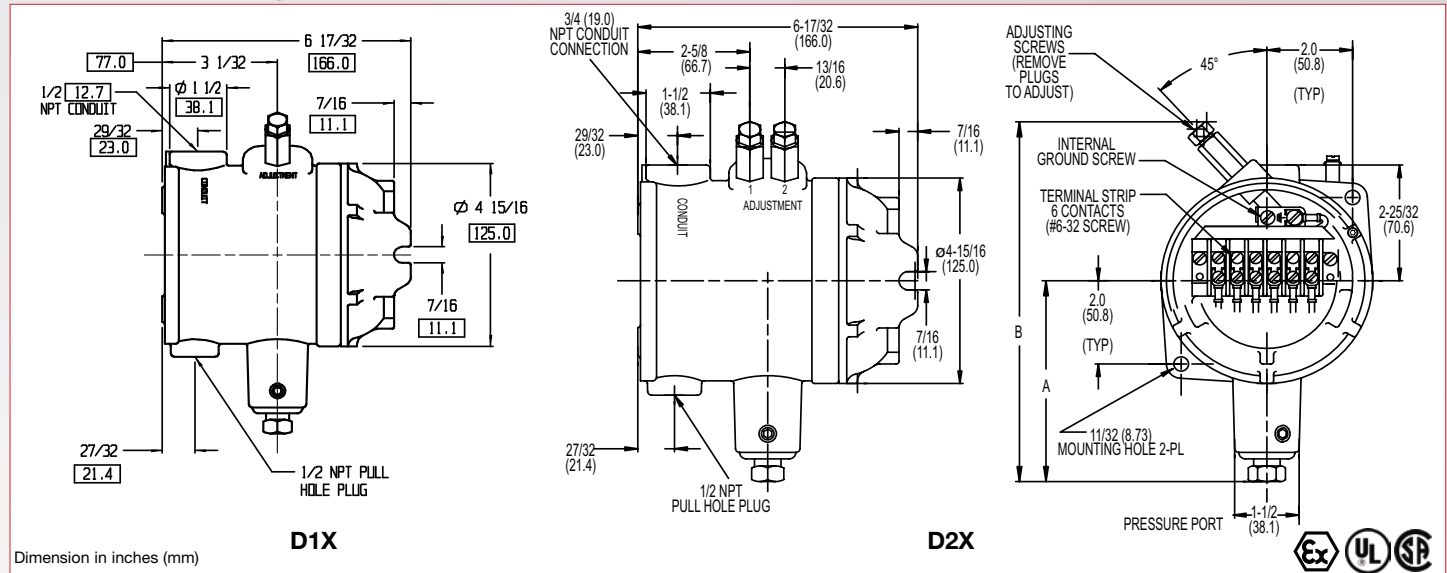 6 17/32
166.0
77.0
3 1/32
1/2 12.7
NPT CONDUIT
Ø 1 1/2
38.1
7/16
11.1
29/32
23.0
CONDUIT
ADJUSTMENT
Ø 4 15/16
125.0
7/16
11.1
27/32
21.4
1/2 NPT PULL
HOLE PLUG
D1X
Dimension in inches (mm)
3/4 (19.0)
NPT CONDUIT
CONNECTION
6-17/32
(166.0)
2-5/8
(66.7)
13/16
(20.6)
1-1/2
(38.1)
29/32
(23.0)
7/16
(11.1)
1
2
ADJUSTMENT
CONDUIT
ø4-15/16
(125.0)
7/16
(11.1)
27/32
(21.4)
1/2 NPT
PULL HOLE PLUG
D2X
ADJUSTING
SCREWS
(REMOVE
PLUGS
TO ADJUST)
45°
2.0
(50.8)
(TYP)
INTERNAL
GROUND SCREW
TERMINAL STRIP
6 CONTACTS
(#6-32 SCREW)
2-25/32
(70.6)
2.0
(50.8)
(TYP)
B
A
11/32 (8.73)
MOUNTING HOLE 2-PL
PRESSURE PORT
1-1/2
(38.1)
Ex
UL
SA